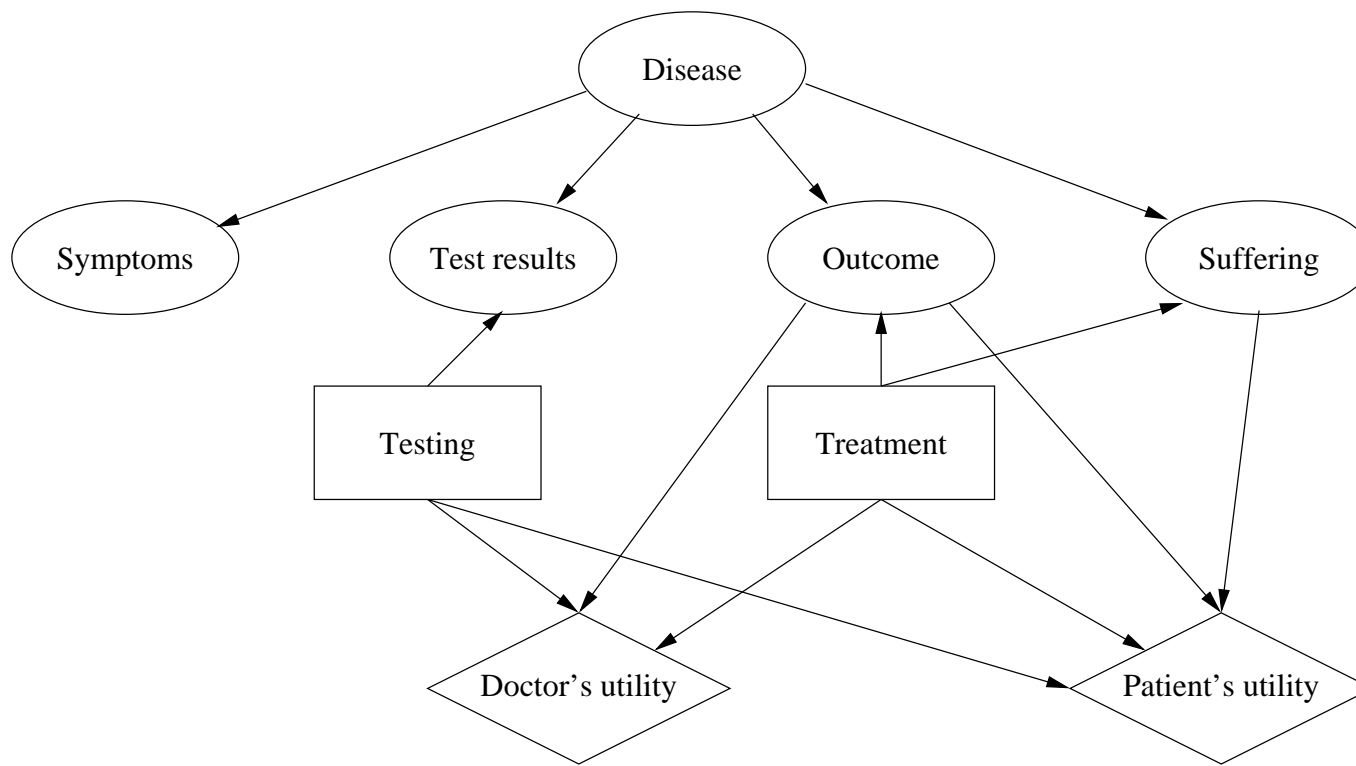 Disease
Symptoms
Test results
Outcome
Suffering
Testing
Treatment
Doctor’s utility
Patient’s utility